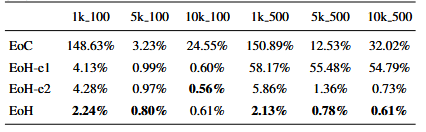 1k_100 5k_100 10k_100 1k_500 5k_500 10k_500
EoC 148.63% 3.23% 24.55% 150.89% 12.53% 32.02%
EoH-c1 4.13% 0.99% 0.60% 58.17% 55.48% 54.79%
EoH-c2 4.28% 0.97% 0.56% 5.86% 1.36% 0.73%
EoH 2.24% 0.80% 0.61% 2.13% 0.78% 0.61%